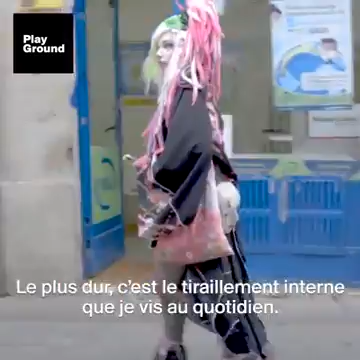 Play
Ground
Le plus dur, c'est le tiraillement interne
que je vis au quotidien.